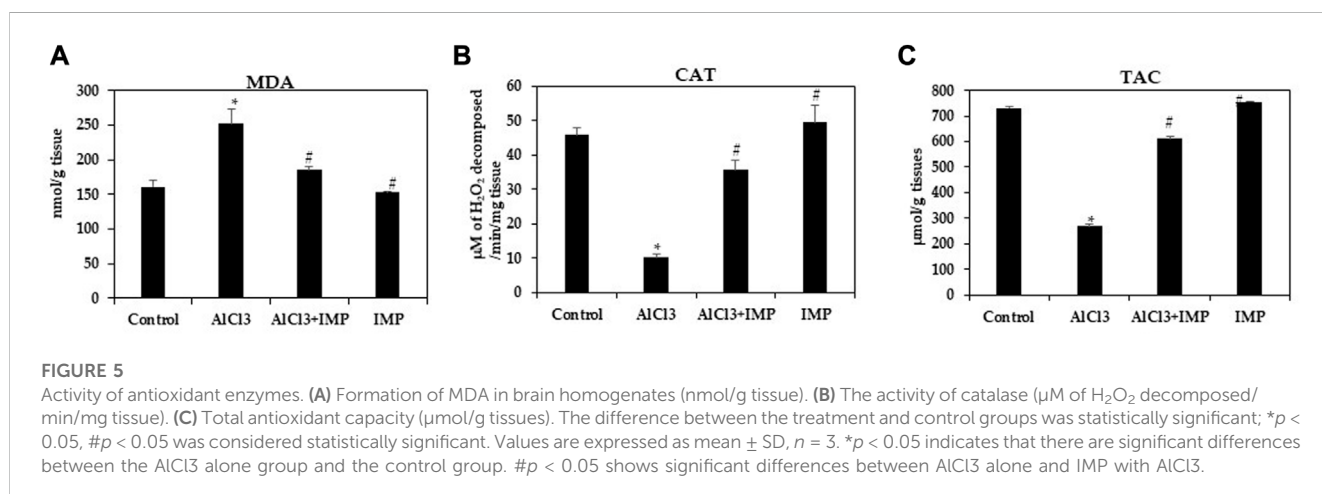 A
MDA
nmol/g tissue
300
250
200
150
100
50
0
*
#
#
Control AlCl3 AlCl3+IMP IMP
B
CAT
µM of H₂O₂ decomposed
/min/mg tissue
60
50
40
30
20
10
0
*
#
#
Control AlCl3 AlCl3+IMP IMP
C
TAC
µmol/g tissues
800
700
600
500
400
300
200
100
0
*
#
#
Control AlCl3 AlCl3+IMP IMP
FIGURE 5
Activity of antioxidant enzymes. (A) Formation of MDA in brain homogenates (nmol/g tissue). (B) The activity of catalase (µM of H₂O₂ decomposed/
min/mg tissue). (C) Total antioxidant capacity (µmol/g tissues). The difference between the treatment and control groups was statistically significant; *p <
0.05, #p < 0.05 was considered statistically significant. Values are expressed as mean ± SD, n = 3. *p < 0.05 indicates that there are significant differences
between the AlCl3 alone group and the control group. #p < 0.05 shows significant differences between AlCl3 alone and IMP with AlCl3.